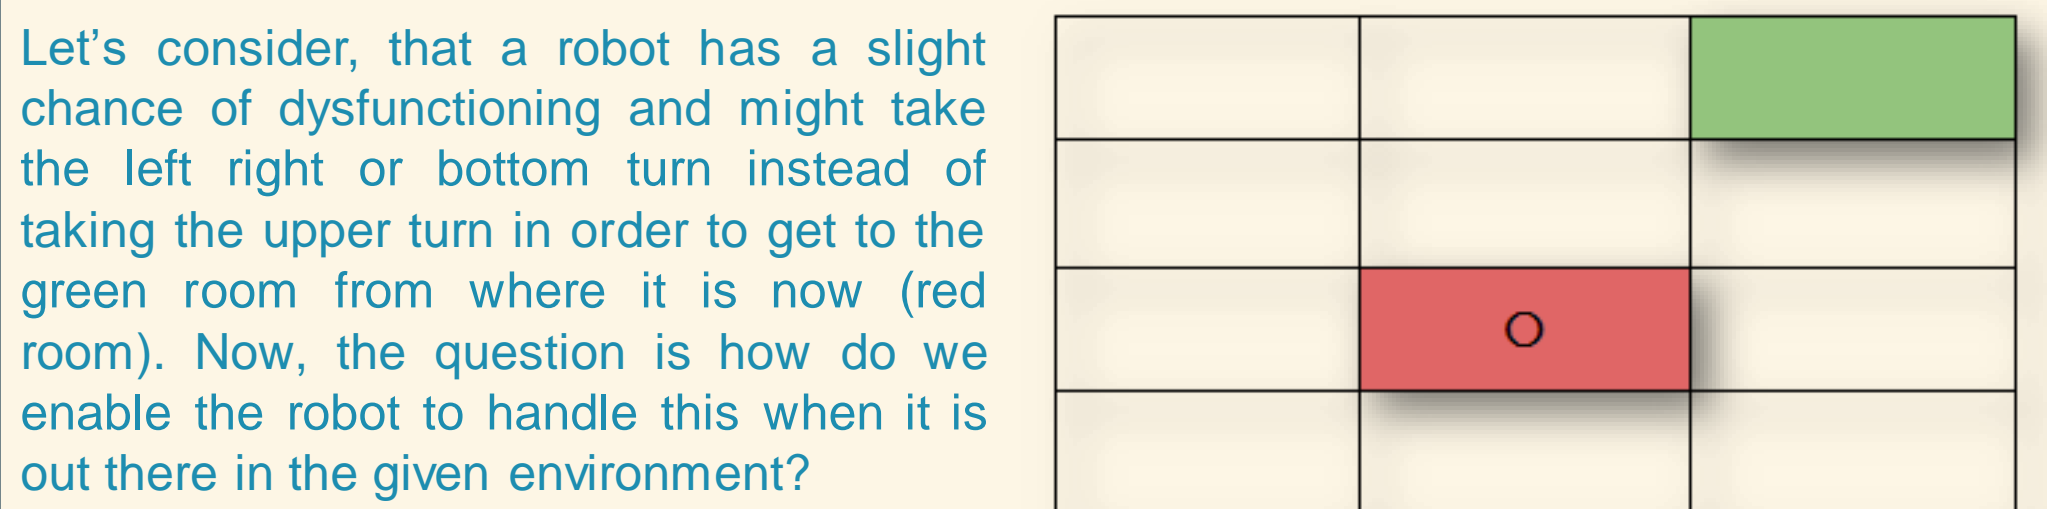 Let’s consider, that a robot has a slight
chance of dysfunctioning and might take
the left right or bottom turn instead of
taking the upper turn in order to get to the
green room from where it is now (red
room). Now, the question is how do we
enable the robot to handle this when it is
out there in the given environment?
O